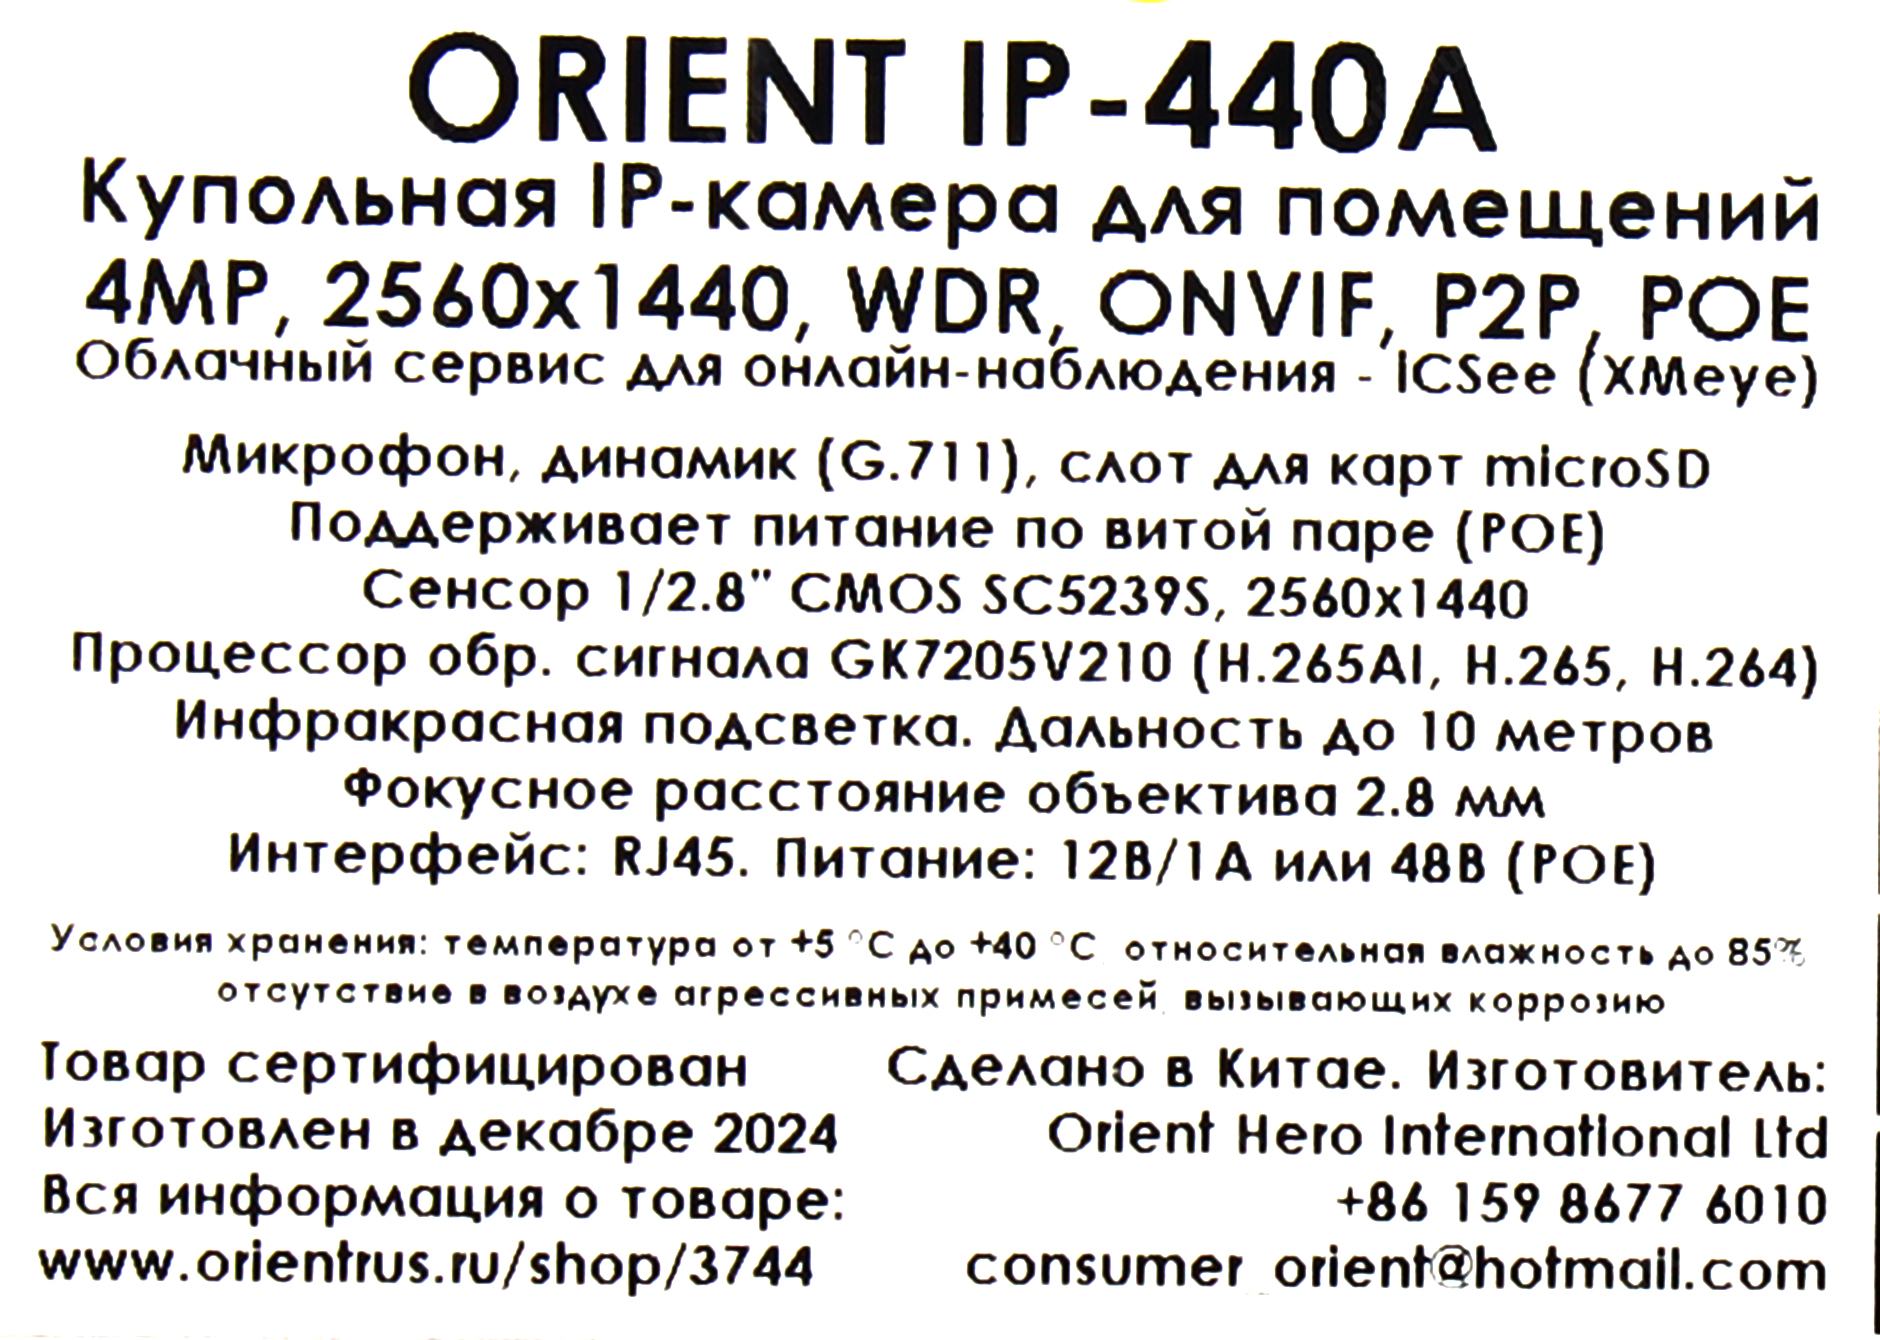 ORIENT IP-440A
Купольная IP-камера для помещений
4MP, 2560x1440, WDR, ONVIF, P2P, POE
Облачный сервис для онлайн-наблюдения - ICSee (XMeye)
Микрофон, динамик (G.711), слот для карт microSD
Поддерживает питание по витой паре (POE)
Сенсор 1/2.8" CMOS SC5239S, 2560x1440
Процессор обр. сигнала GK7205V210 (H.265AI, H.265, H.264)
Инфракрасная подсветка. Дальность до 10 метров
Фокусное расстояние объектива 2.8 мм
Интерфейс: RJ45. Питание: 12В/1А или 48В (POE)
Условия хранения: температура от +5 °C до +40 °C относительная влажность до 85%
отсутствие в воздухе агрессивных примесей, вызывающих коррозию
Товар сертифицирован
Изготовлен в декабре 2024
Вся информация о товаре:
www.orientrus.ru/shop/3744
Сделано в Китае. Изготовитель:
Orient Hero International Ltd
+86 159 8677 6010
consumer_orient@hotmail.com